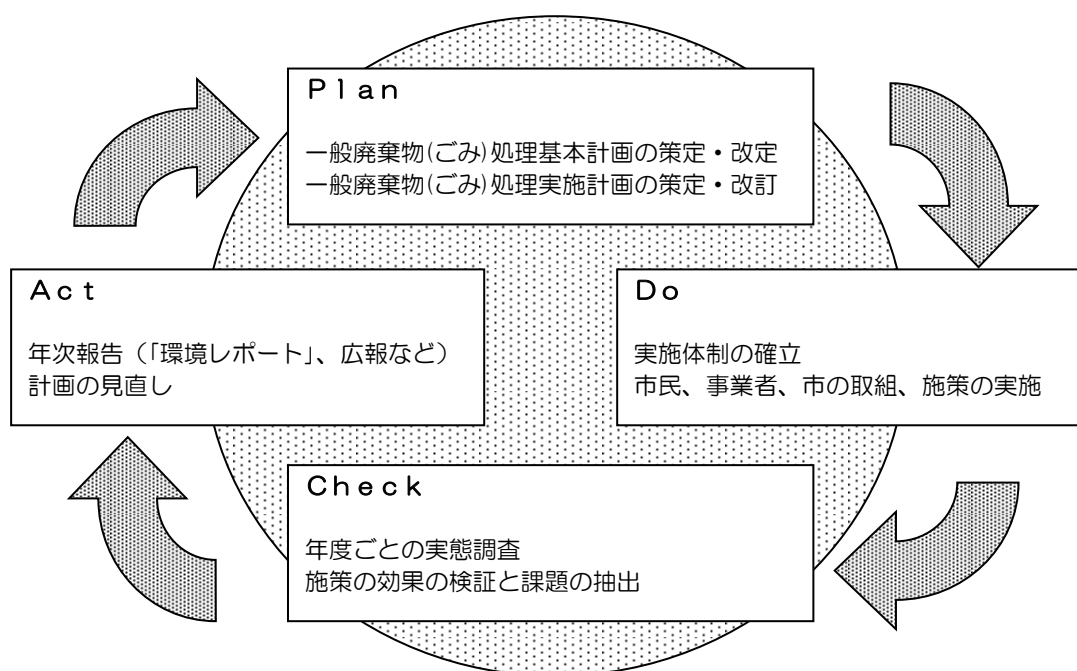 Plan
一般廃棄物(ごみ)処理基本計画の策定・改定
一般廃棄物(ごみ)処理実施計画の策定・改訂
Do
実施体制の確立
市民、事業者、市の取組、施策の実施
Check
年度ごとの実態調査
施策の効果の検証と課題の抽出
Act
年次報告（「環境レポート」、広報など）
計画の見直し